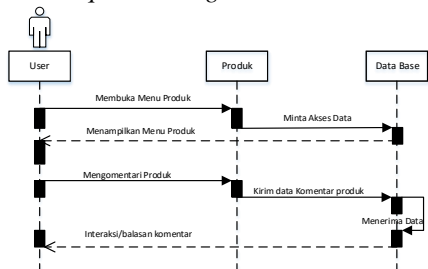 User
Produk
Data Base
Membuka Menu Produk
Minta Akses Data
Menampilkan Menu Produk
Mengomentari Produk
Kirim data Komentar produk
Menerima Data
Interaksi/balasan komentar